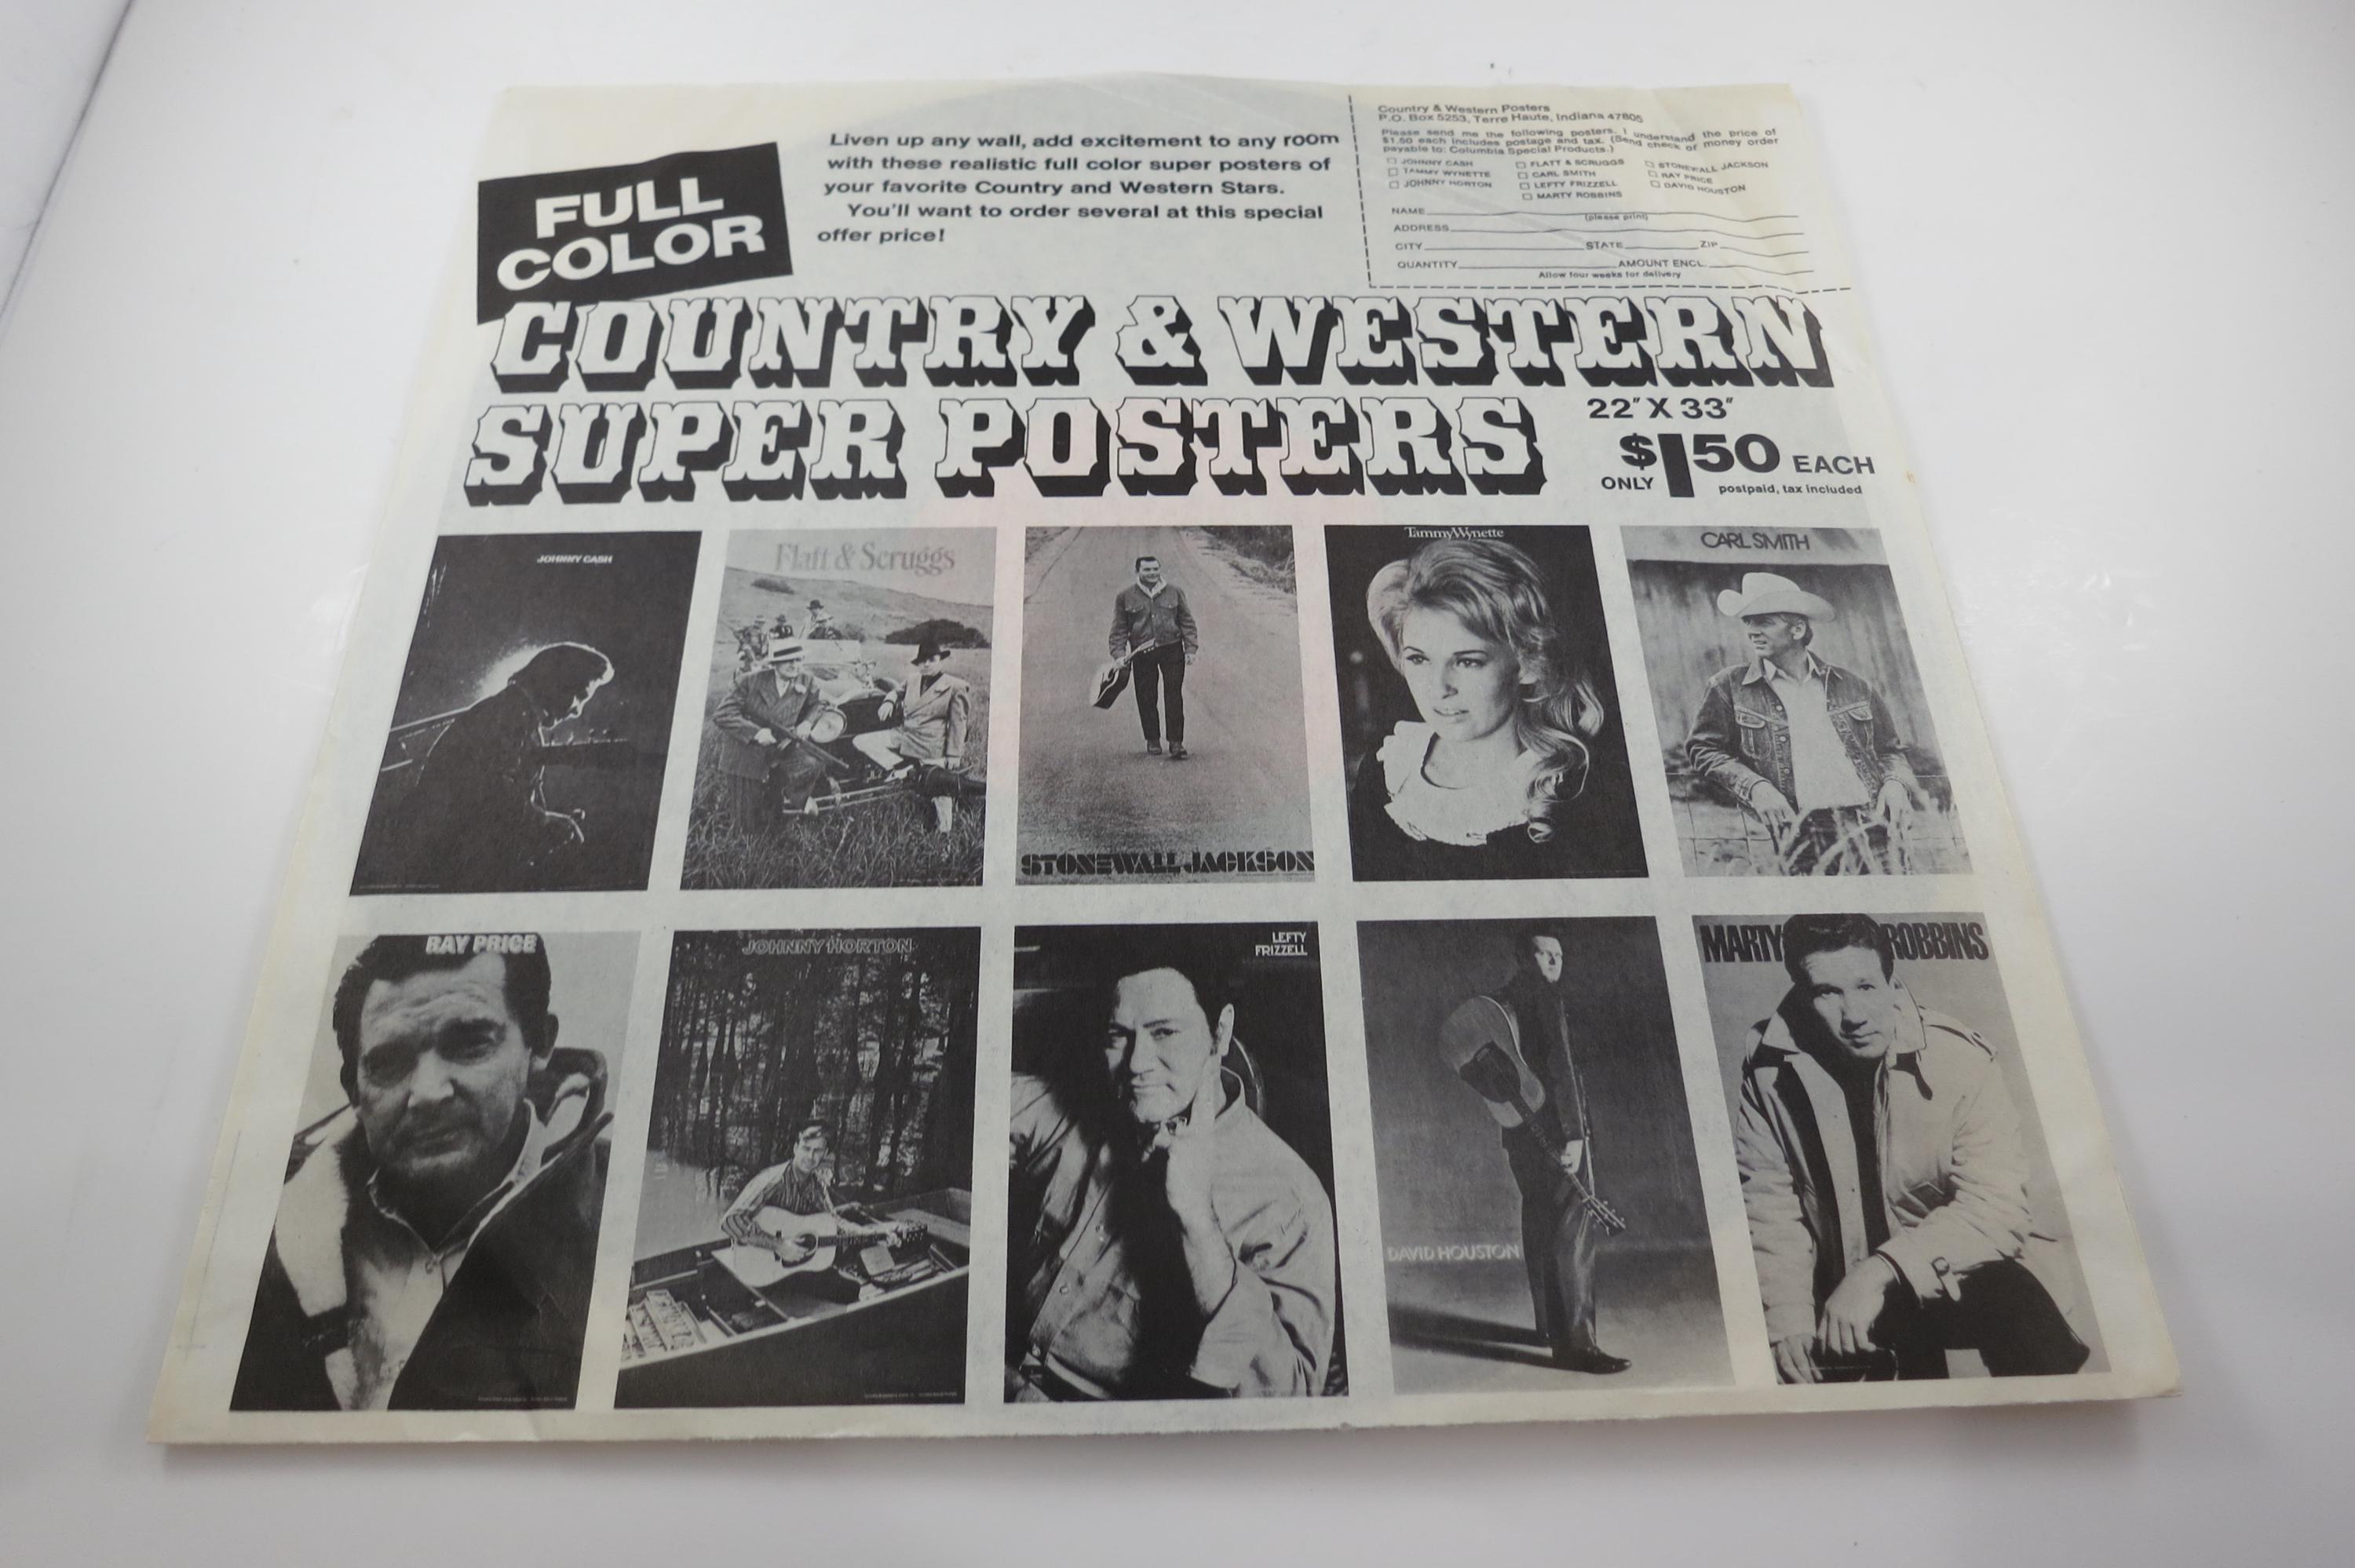 FULL
COLOR
Liven up any wall, add excitement to any room
with these realistic full color super posters of
your favorite Country and Western Stars.
You'll want to order several at this special
offer price!
Country & Western Posters
P.O. Box 5253, Terre Haute, Indiana 47805
Please send me the following posters. I understand the price of
$1.50 each includes postage and tax. (Send check or money order
payable to: Columbia Special Products.)
☐ JOHNNY CASH ☐ FLATT & SCRUGGS ☐ STONEWALL JACKSON
☐ TAMMY WYNETTE ☐ CARL SMITH ☐ RAY PRICE
☐ JOHNNY HORTON ☐ LEFTY FRIZZELL ☐ DAVID HOUSTON
☐ MARTY ROBBINS
NAME
(please print)
ADDRESS
CITY STATE ZIP
QUANTITY AMOUNT ENCL.
Allow four weeks for delivery
COUNTRY & WESTERN
SUPER POSTERS
22" X 33"
ONLY $150 EACH
postpaid, tax included
JOHNNY CASH
Flatt & Scruggs
STONEWALL JACKSON
Tammy Wynette
CARL SMITH
RAY PRICE
JOHNNY HORTON
LEFTY
FRIZZELL
DAVID HOUSTON
MARTY ROBBINS